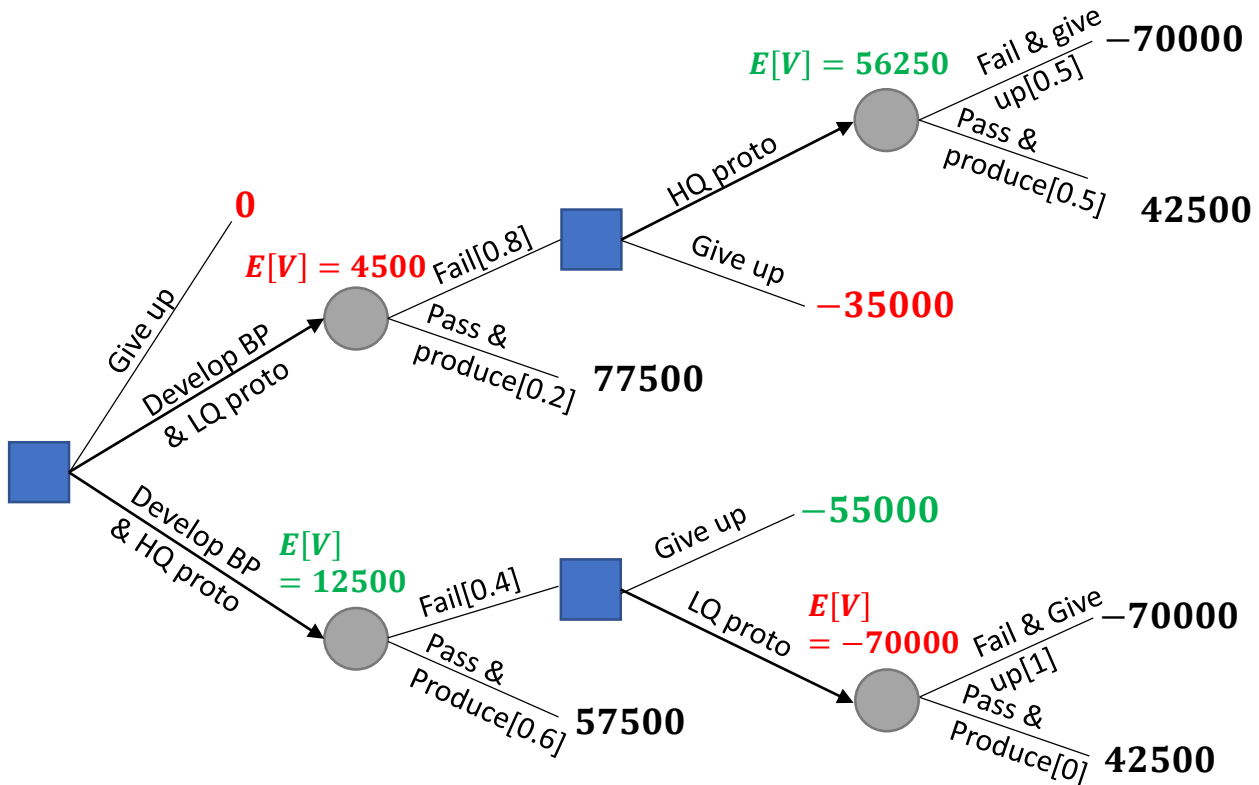 Fail & give
up[0.5]
−70000
E[V] = 56250
Pass &
produce[0.5]
42500
HQ proto
0
Give up
E[V] = 4500
Fail[0.8]
Give up
−35000
Develop BP
& LQ proto
Pass &
produce[0.2]
77500
Develop BP
& HQ proto
E[V]
= 12500
Fail[0.4]
Give up
−55000
LQ proto
E[V]
= −70000
Fail & Give
up[1]
−70000
Pass &
Produce[0.6]
57500
Pass &
Produce[0]
42500